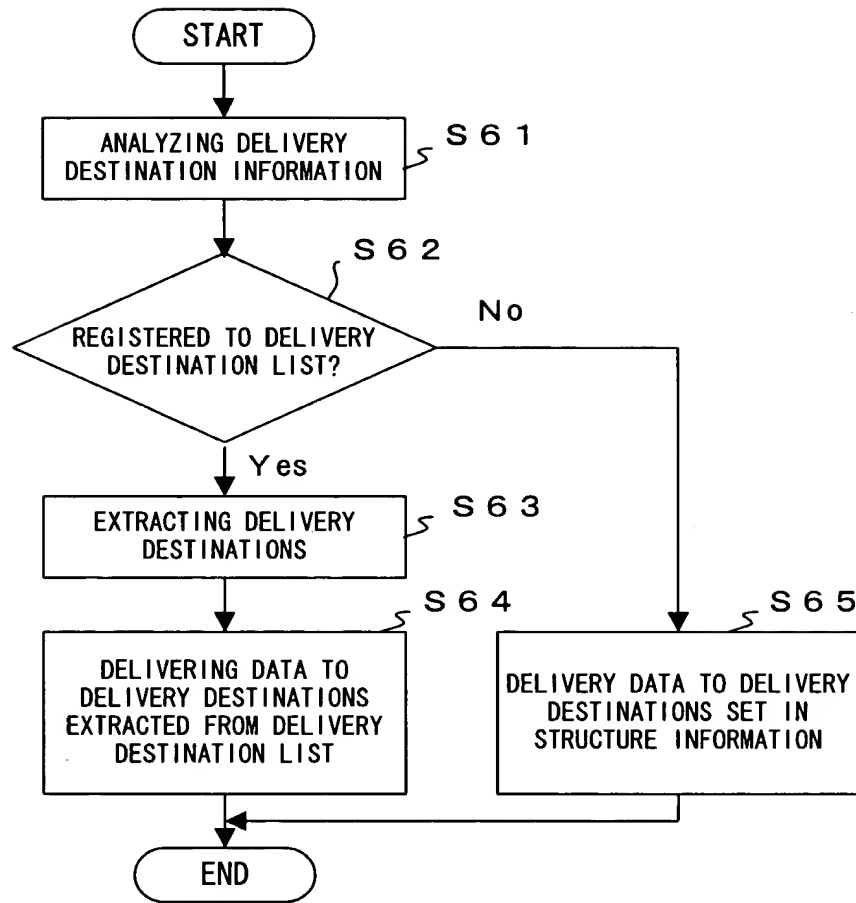 START
ANALYZING DELIVERY
DESTINATION INFORMATION
S61
S62
REGISTERED TO DELIVERY
DESTINATION LIST?
No
Yes
EXTRACTING DELIVERY
DESTINATIONS
S63
S64
DELIVERING DATA TO
DELIVERY DESTINATIONS
EXTRACTED FROM DELIVERY
DESTINATION LIST
S65
DELIVERY DATA TO DELIVERY
DESTINATIONS SET IN
STRUCTURE INFORMATION
END